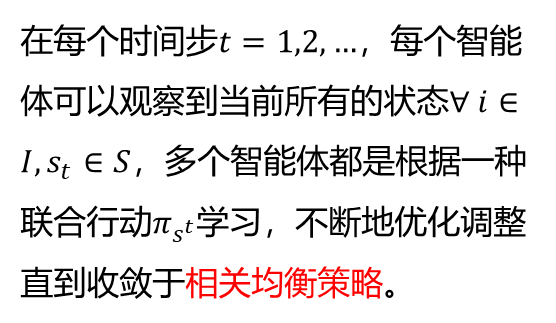 在每个时间步t = 1,2, …，每个智能
体可以观察到当前所有的状态∀ i ∈
I, sₜ ∈ S，多个智能体都是根据一种
联合行动π_{s^t}学习，不断地优化调整
直到收敛于相关均衡策略。